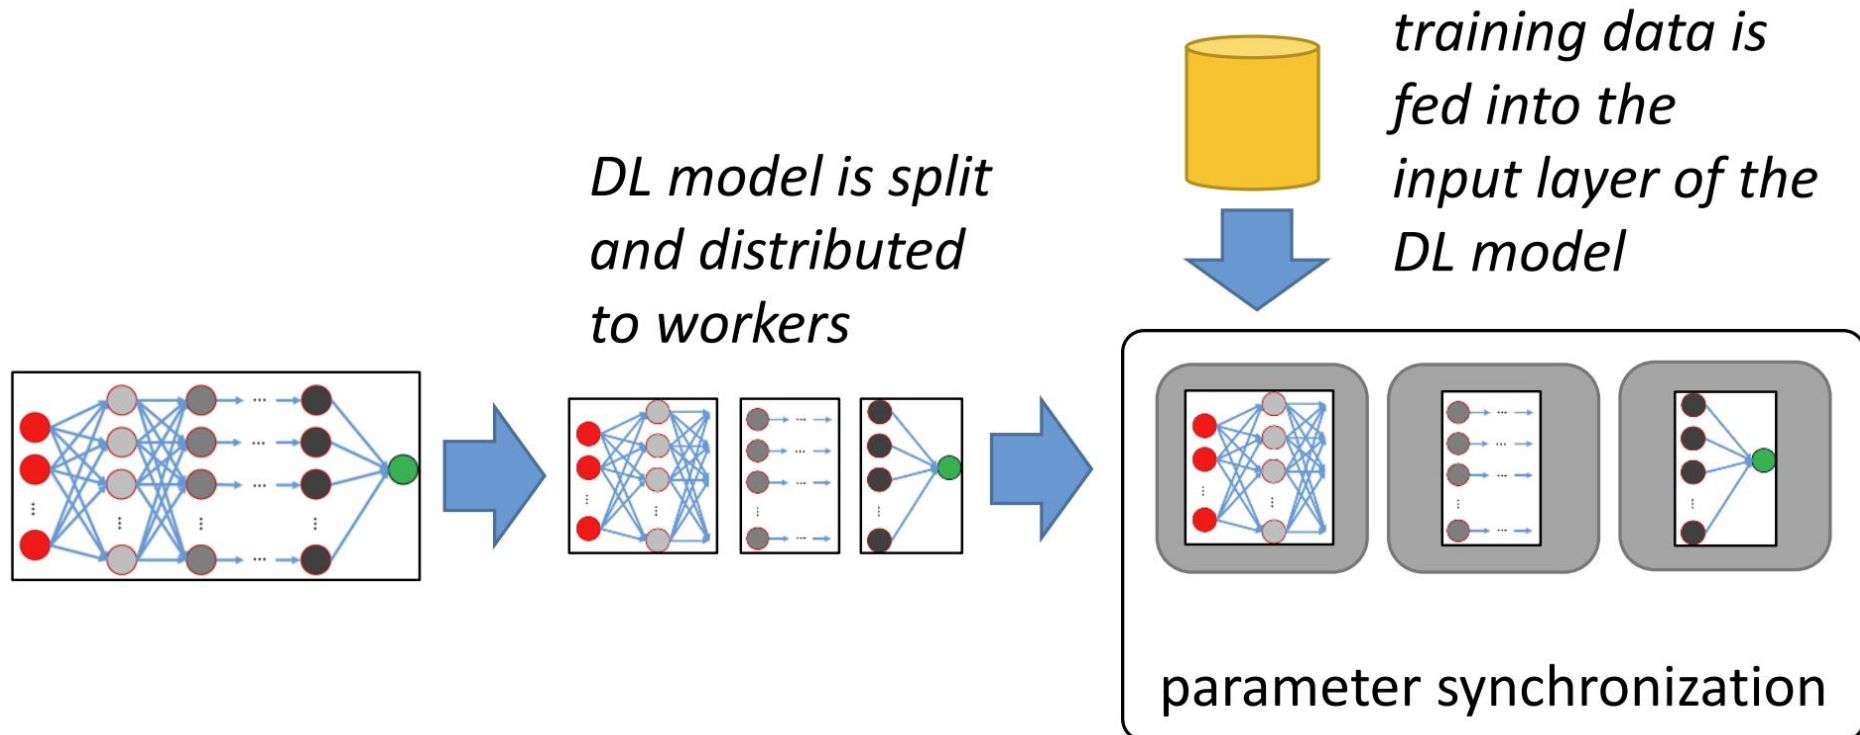 DL model is split
and distributed
to workers
training data is
fed into the
input layer of the
DL model
parameter synchronization